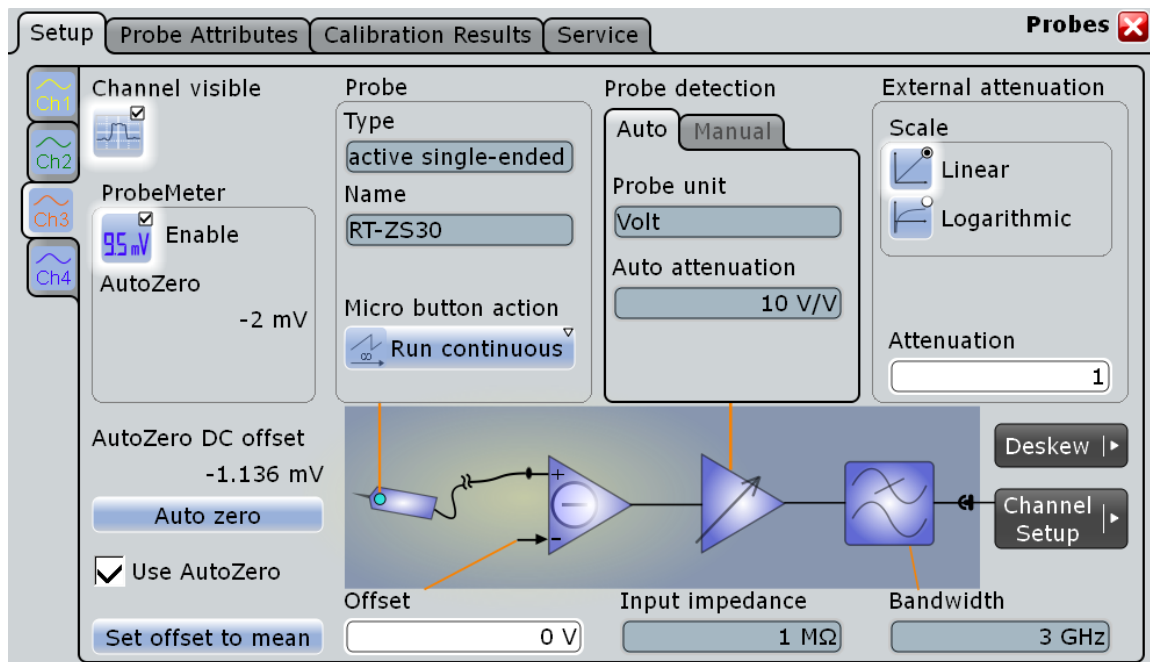 Setup
Probe Attributes
Calibration Results
Service
Probes
Ch1
Ch2
Ch3
Ch4
Channel visible
ProbeMeter
9.5 mV
Enable
AutoZero
-2 mV
Probe
Type
active single-ended
Name
RT-ZS30
Micro button action
∞
Run continuous
Probe detection
Auto
Manual
Probe unit
Volt
Auto attenuation
10 V/V
External attenuation
Scale
Linear
Logarithmic
Attenuation
1
AutoZero DC offset
-1.136 mV
Auto zero
Use AutoZero
Set offset to mean
+
-
Deskew
Channel
Setup
Offset
0 V
Input impedance
1 MΩ
Bandwidth
3 GHz